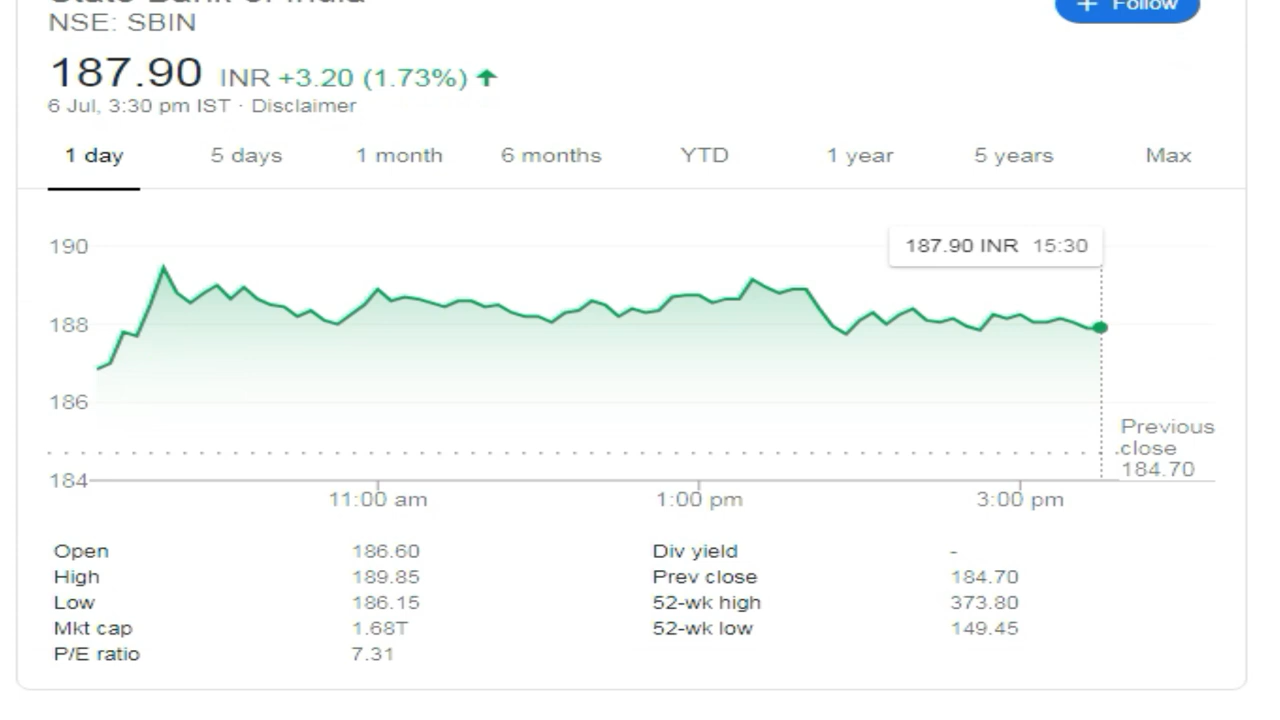 State Bank of India
NSE: SBIN
+ Follow
187.90 INR +3.20 (1.73%) ↑
6 Jul, 3:30 pm IST · Disclaimer
1 day 5 days 1 month 6 months YTD 1 year 5 years Max
187.90 INR 15:30
190
188
186
184
Previous
close
184.70
11:00 am 1:00 pm 3:00 pm
Open 186.60 Div yield -
High 189.85 Prev close 184.70
Low 186.15 52-wk high 373.80
Mkt cap 1.68T 52-wk low 149.45
P/E ratio 7.31